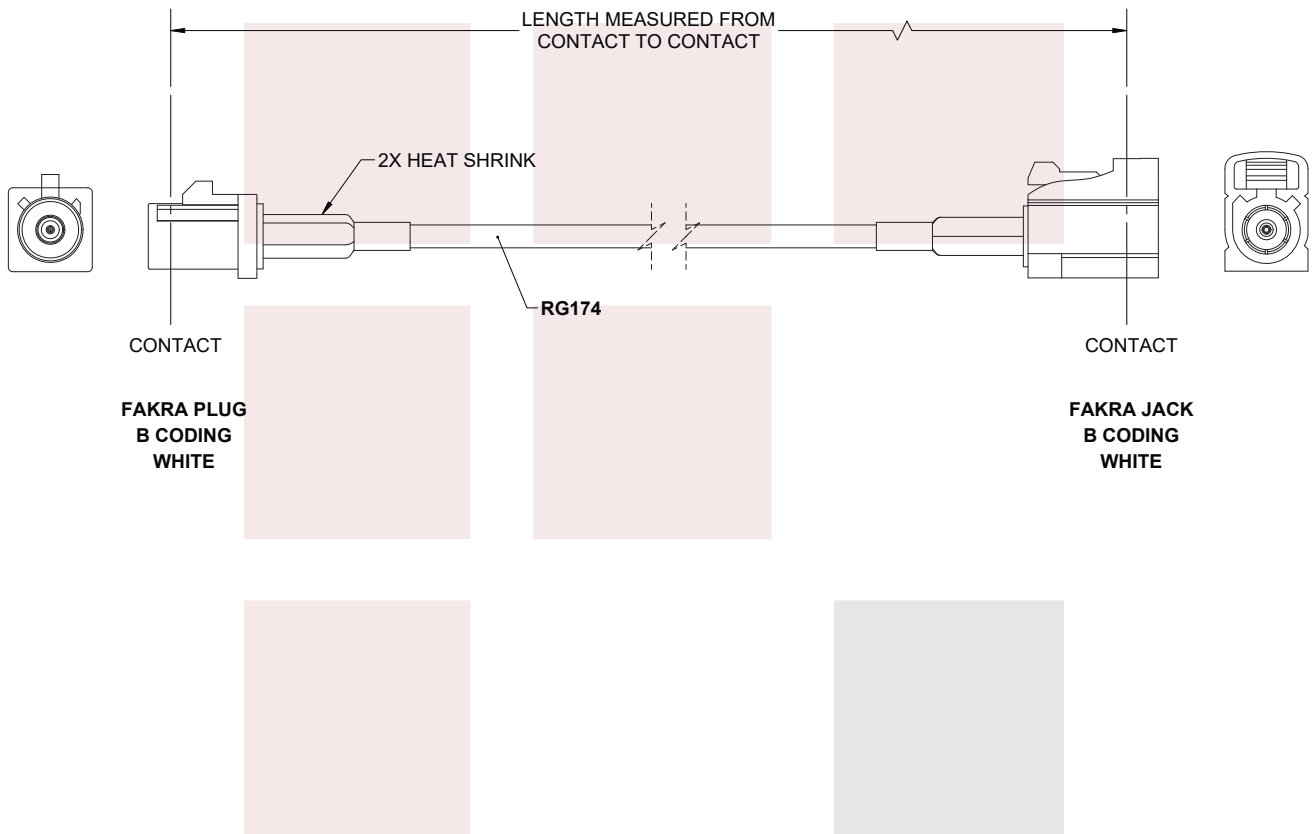 LENGTH MEASURED FROM
CONTACT TO CONTACT
2X HEAT SHRINK
RG174
CONTACT
CONTACT
FAKRA PLUG
B CODING
WHITE
FAKRA JACK
B CODING
WHITE